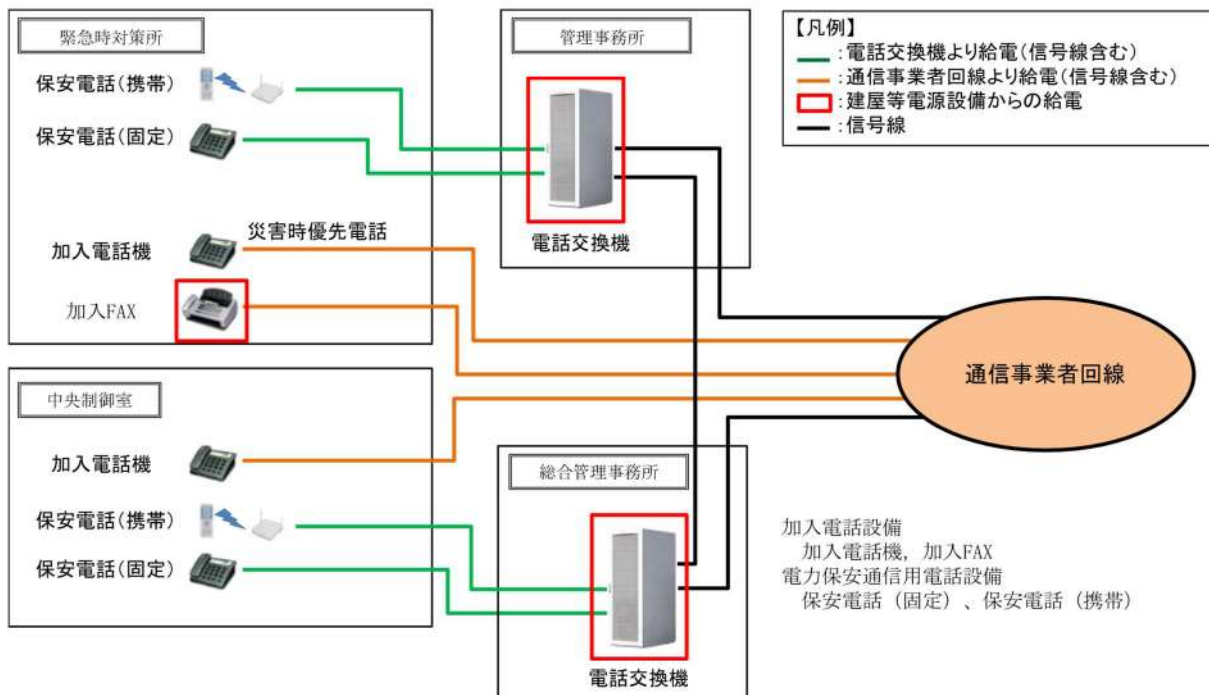 緊急時対策所
保安電話(携帯)
保安電話(固定)
加入電話機
災害時優先電話
加入FAX
管理事務所
電話交換機
【凡例】
:電話交換機より給電(信号線含む)
:通信事業者回線より給電(信号線含む)
:建屋等電源設備からの給電
:信号線
通信事業者回線
中央制御室
加入電話機
保安電話(携帯)
保安電話(固定)
総合管理事務所
電話交換機
加入電話設備
加入電話機, 加入FAX
電力保安通信用電話設備
保安電話（固定）、保安電話（携帯）